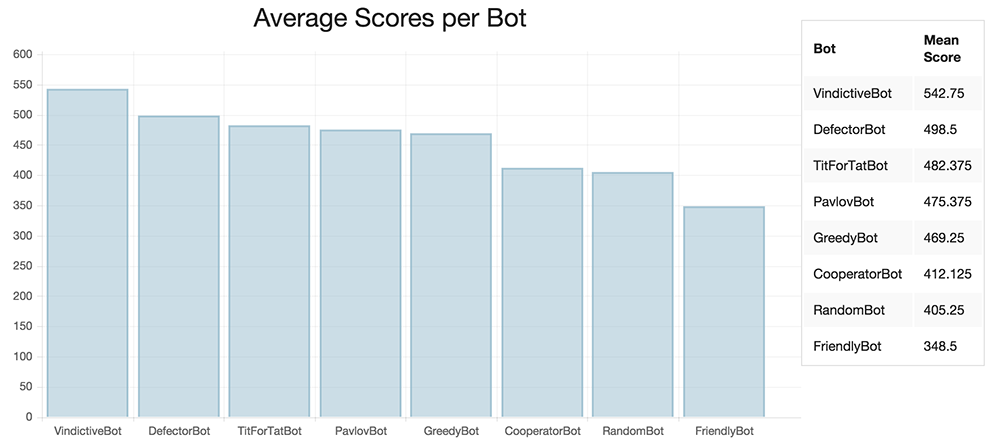 Average Scores per Bot
600
550
500
450
400
350
300
250
200
150
100
50
0
VindictiveBot DefectorBot TitForTatBot PavlovBot GreedyBot CooperatorBot RandomBot FriendlyBot
Bot Mean
Score
VindictiveBot 542.75
DefectorBot 498.5
TitForTatBot 482.375
PavlovBot 475.375
GreedyBot 469.25
CooperatorBot 412.125
RandomBot 405.25
FriendlyBot 348.5